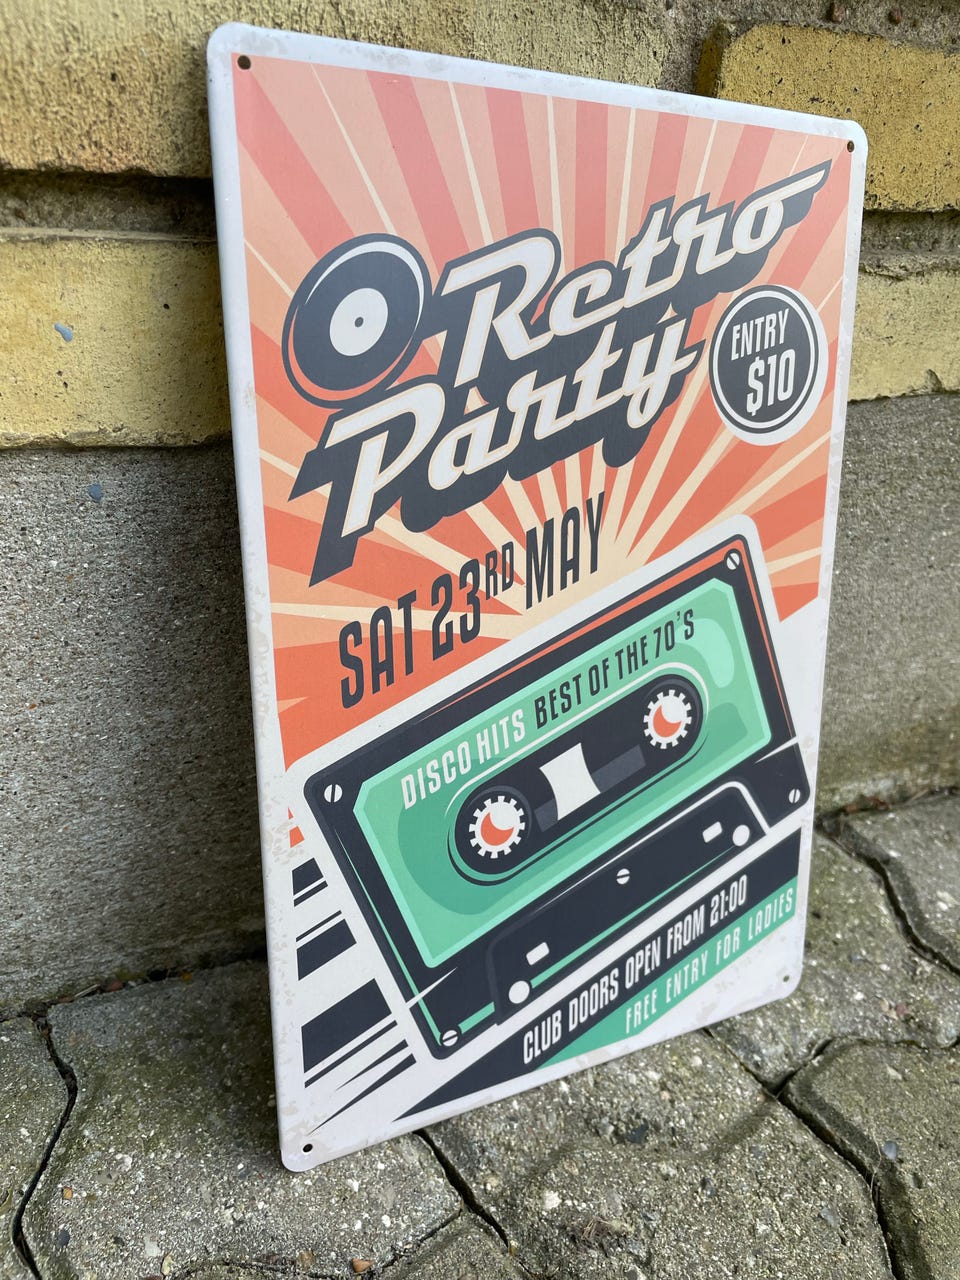 Retro
Party
ENTRY
$10
SAT 23RD MAY
DISCO HITS BEST OF THE 70'S
CLUB DOORS OPEN FROM 21:00
FREE ENTRY FOR LADIES